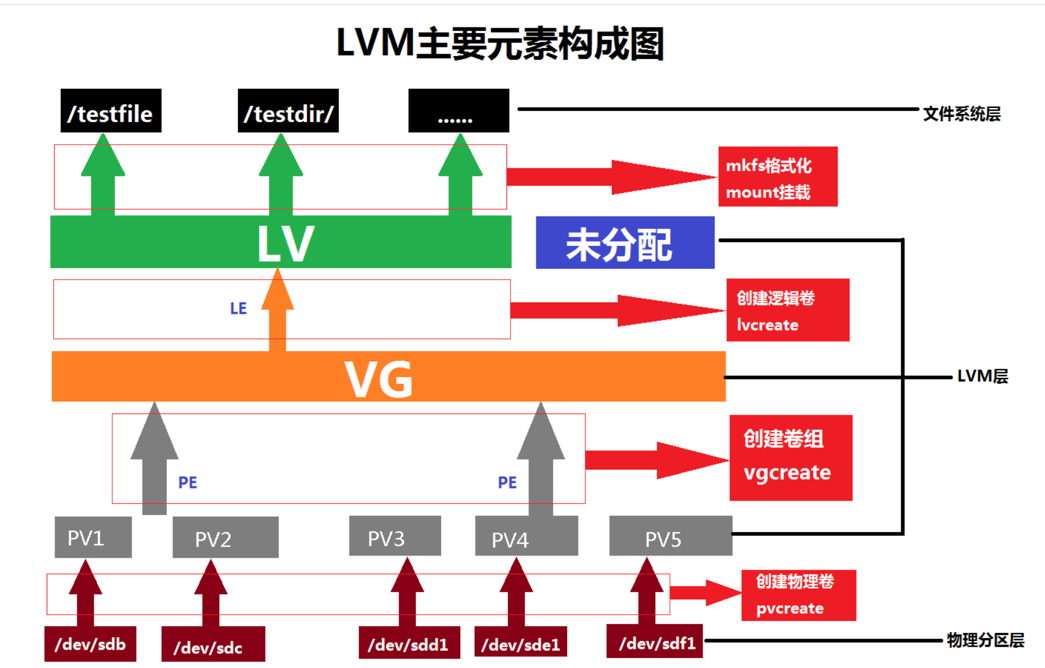 LVM主要元素构成图
/testfile
/testdir/
......
文件系统层
mkfs格式化
mount挂载
LV
未分配
LE
创建逻辑卷
lvcreate
VG
LVM层
创建卷组
vgcreate
PE
PE
PV1
PV2
PV3
PV4
PV5
创建物理卷
pvcreate
/dev/sdb
/dev/sdc
/dev/sdd1
/dev/sde1
/dev/sdf1
物理分区层